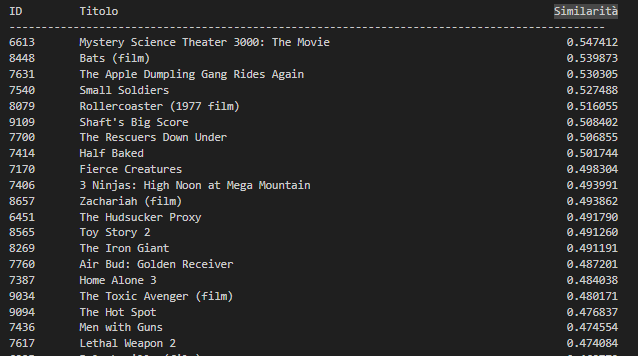 ID Titolo Similarità
--------------------------------------------------------------------------------
6613 Mystery Science Theater 3000: The Movie 0.547412
8448 Bats (film) 0.539873
7631 The Apple Dumpling Gang Rides Again 0.530305
7540 Small Soldiers 0.527488
8079 Rollercoaster (1977 film) 0.516055
9109 Shaft's Big Score 0.508402
7700 The Rescuers Down Under 0.506855
7414 Half Baked 0.501744
7170 Fierce Creatures 0.498304
7406 3 Ninjas: High Noon at Mega Mountain 0.493991
8657 Zachariah (film) 0.493862
6451 The Hudsucker Proxy 0.491790
8565 Toy Story 2 0.491260
8269 The Iron Giant 0.491191
7760 Air Bud: Golden Receiver 0.487201
7387 Home Alone 3 0.484038
9034 The Toxic Avenger (film) 0.480171
9094 The Hot Spot 0.476837
7436 Men with Guns 0.474554
7617 Lethal Weapon 2 0.474084